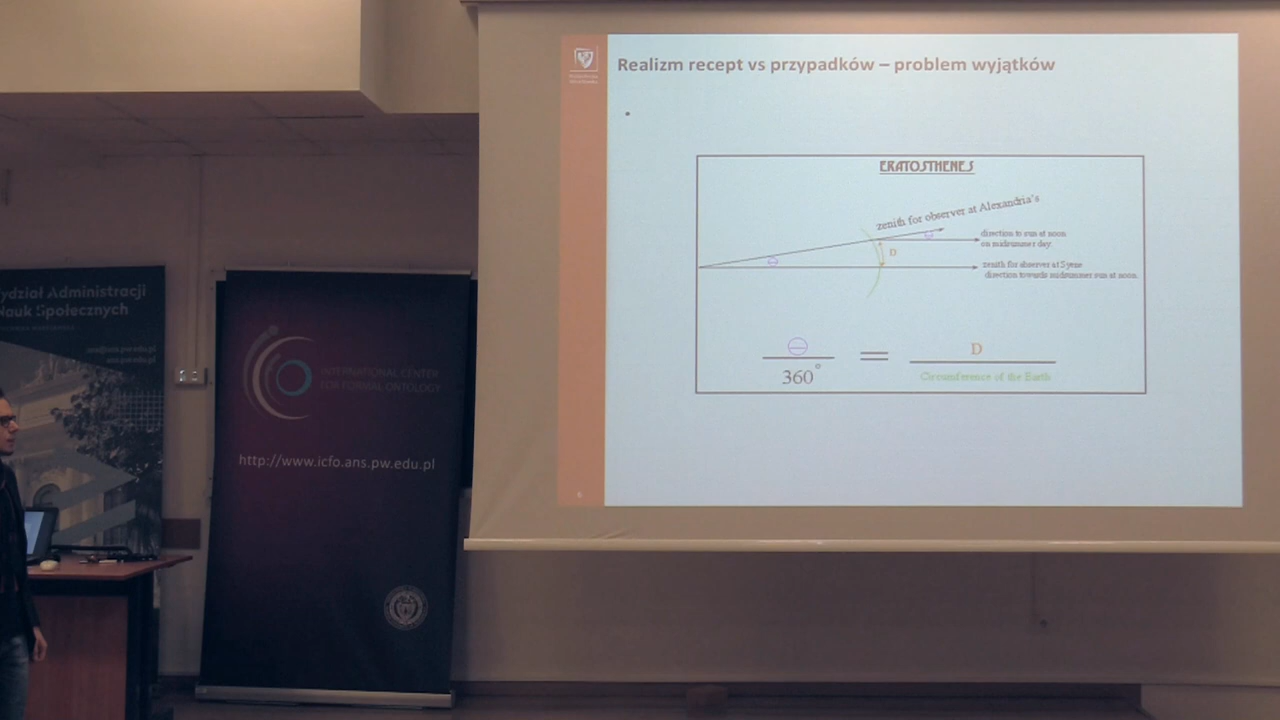 Realizm recept vs przypadków – problem wyjątków
ERATOSTHENES
zenith for observer at Alexandria's
direction to sun at noon
on midsummer day.
D
zenith for observer at Syene
direction towards midsummer sun at noon.
Θ
Θ
Θ
360°
=
D
Circumference of the Earth
6
ydział Administracji
Nauk Społecznych
INTERNATIONAL CENTER
FOR FORMAL ONTOLOGY
http://www.icfo.ans.pw.edu.pl